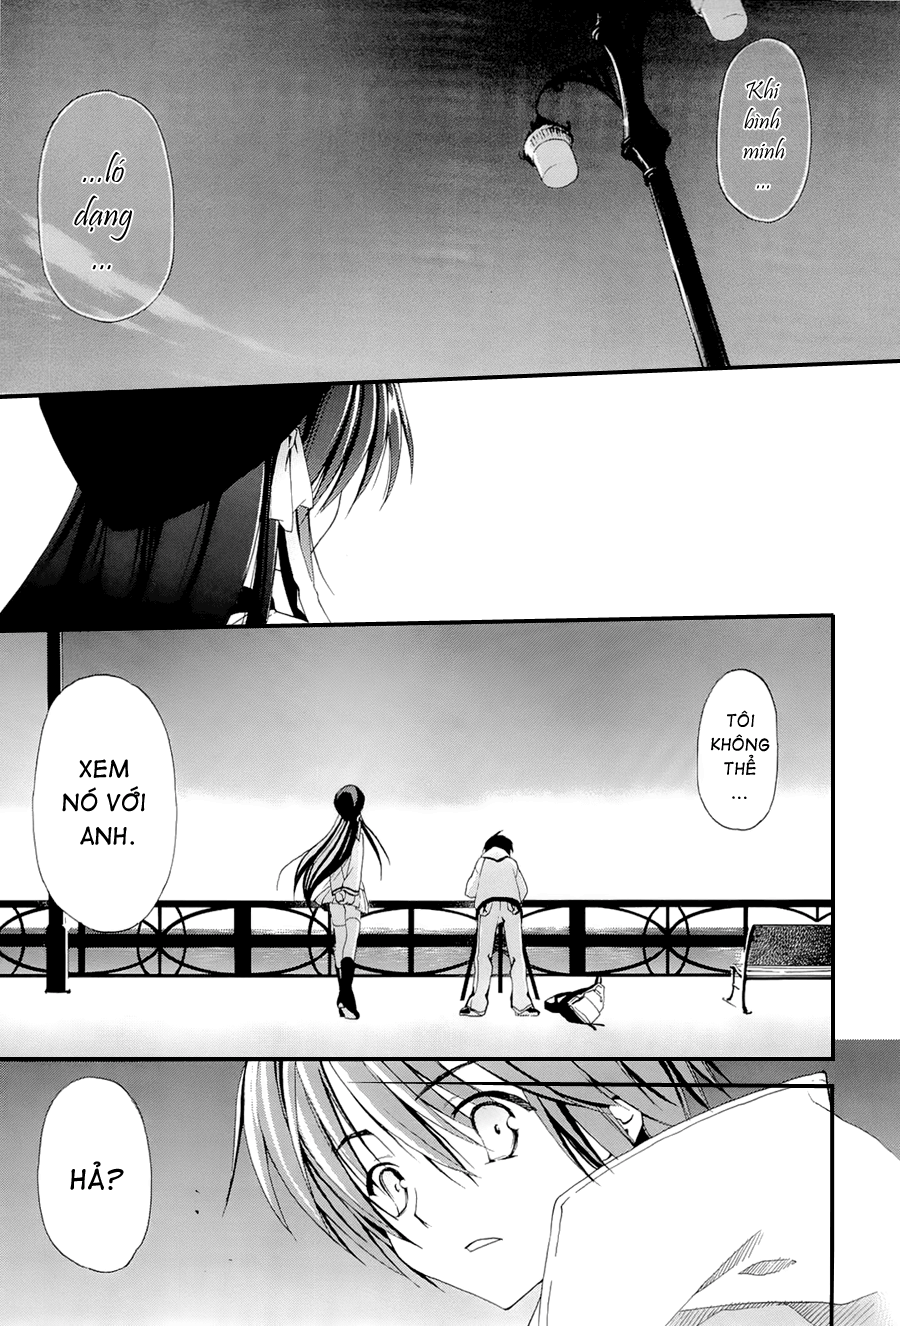 Khi
bình
minh
...
...ló
dạng
...
TÔI
KHÔNG
THỂ
...
XEM
NÓ VỚI
ANH.
HẢ?